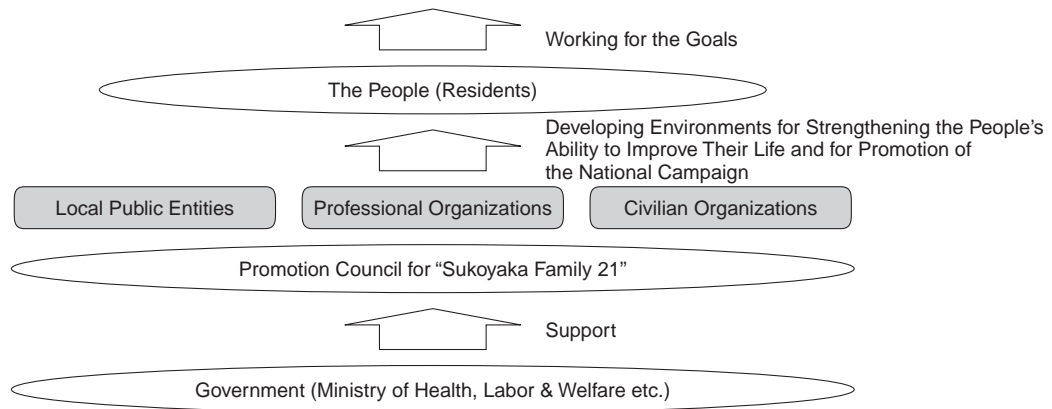 Working for the Goals
The People (Residents)
Developing Environments for Strengthening the People’s
Ability to Improve Their Life and for Promotion of
the National Campaign
Local Public Entities
Professional Organizations
Civilian Organizations
Promotion Council for “Sukoyaka Family 21”
Support
Government (Ministry of Health, Labor & Welfare etc.)